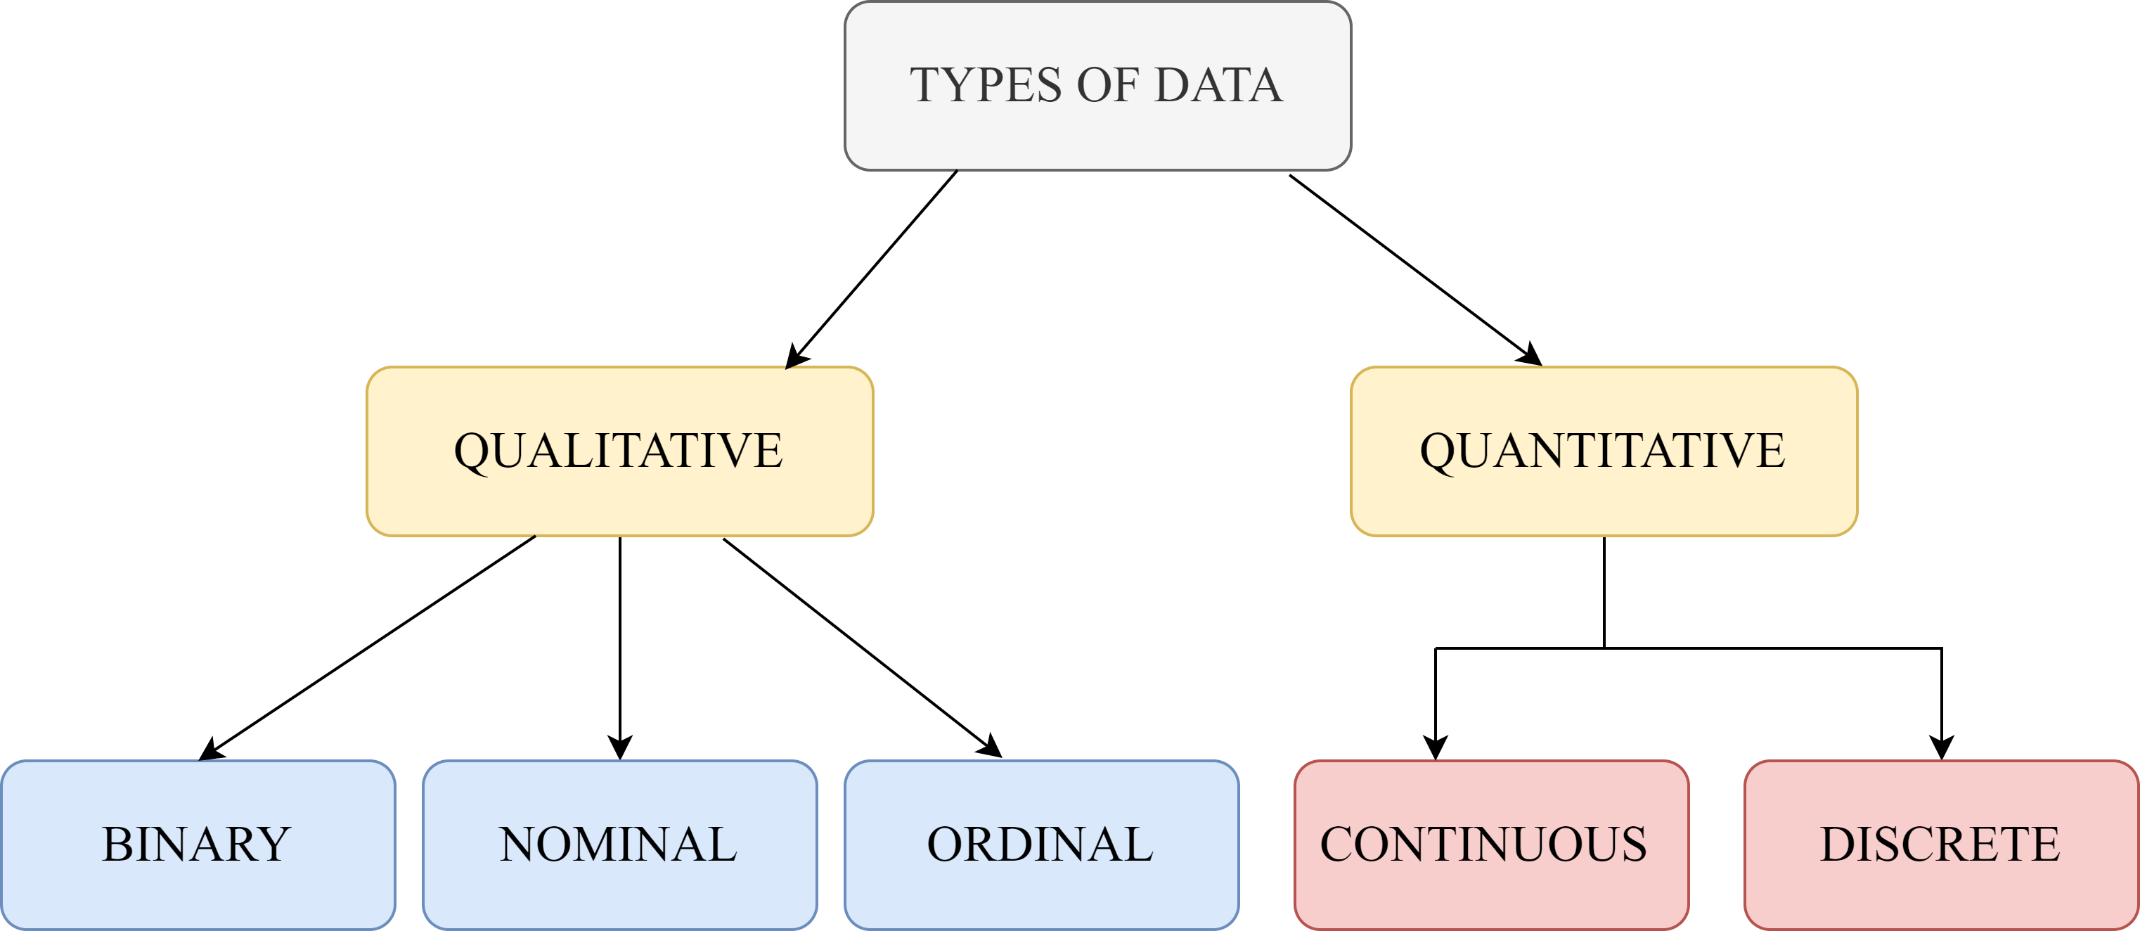 TYPES OF DATA
QUALITATIVE
QUANTITATIVE
BINARY
NOMINAL
ORDINAL
CONTINUOUS
DISCRETE